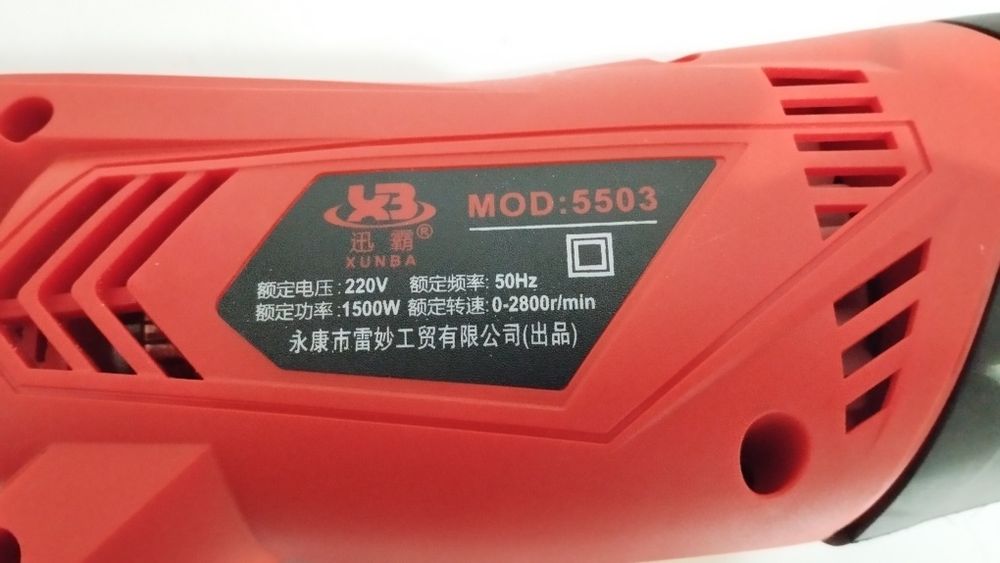 XB
迅霸®
XUNBA
MOD:5503
额定电压:220V 额定频率:50Hz
额定功率:1500W 额定转速:0-2800r/min
永康市雷妙工贸有限公司(出品)